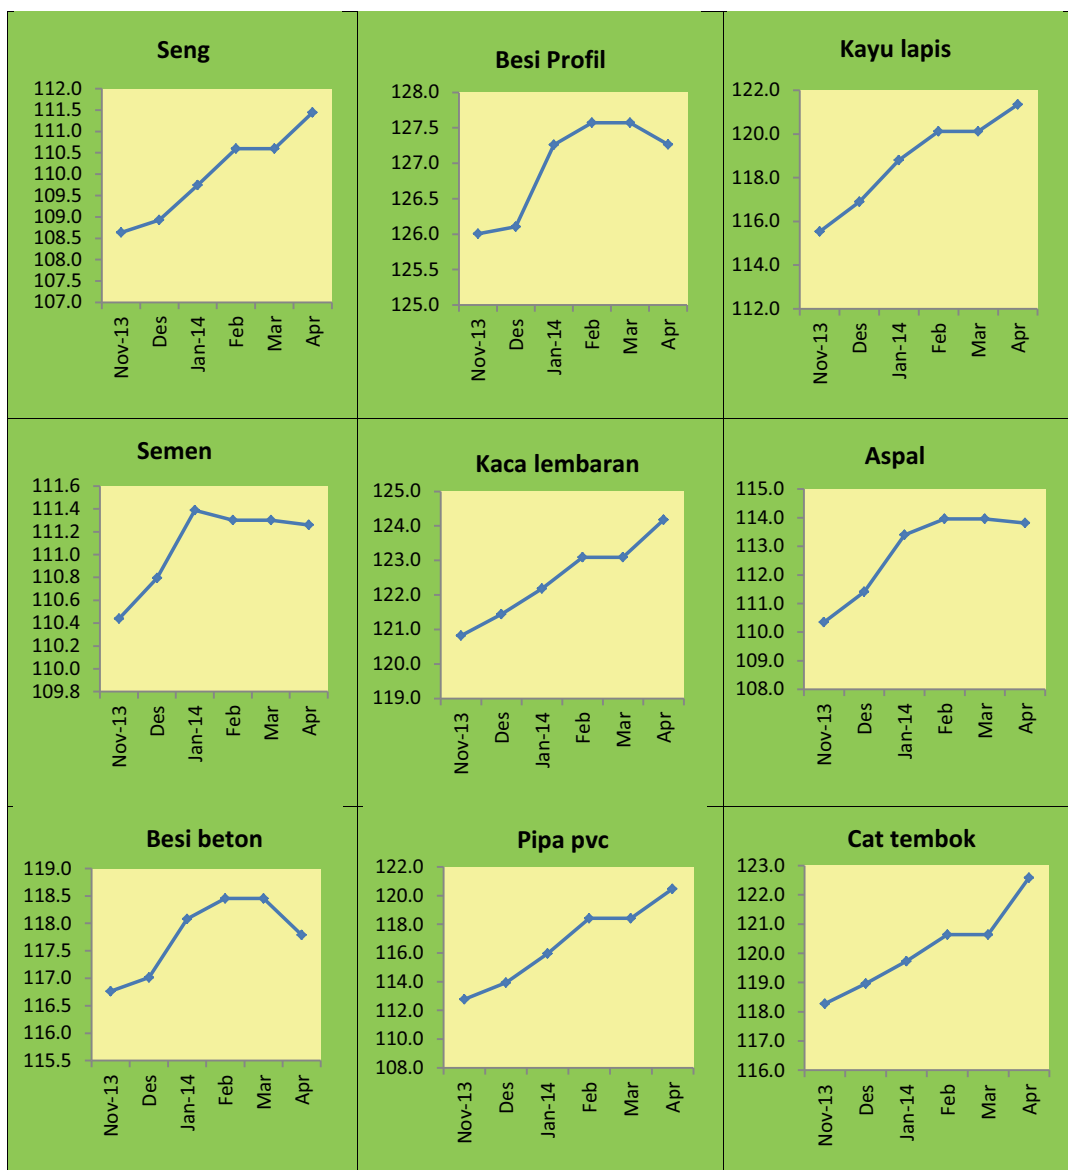 Seng
112.0
111.5
111.0
110.5
110.0
109.5
109.0
108.5
108.0
107.5
107.0
Nov-13
Des
Jan-14
Feb
Mar
Apr
Besi Profil
128.0
127.5
127.0
126.5
126.0
125.5
125.0
Nov-13
Des
Jan-14
Feb
Mar
Apr
Kayu lapis
122.0
120.0
118.0
116.0
114.0
112.0
Nov-13
Des
Jan-14
Feb
Mar
Apr
Semen
111.6
111.4
111.2
111.0
110.8
110.6
110.4
110.2
110.0
109.8
Nov-13
Des
Jan-14
Feb
Mar
Apr
Kaca lembaran
125.0
124.0
123.0
122.0
121.0
120.0
119.0
Nov-13
Des
Jan-14
Feb
Mar
Apr
Aspal
115.0
114.0
113.0
112.0
111.0
110.0
109.0
108.0
Nov-13
Des
Jan-14
Feb
Mar
Apr
Besi beton
119.0
118.5
118.0
117.5
117.0
116.5
116.0
115.5
Nov-13
Des
Jan-14
Feb
Mar
Apr
Pipa pvc
122.0
120.0
118.0
116.0
114.0
112.0
110.0
108.0
Nov-13
Des
Jan-14
Feb
Mar
Apr
Cat tembok
123.0
122.0
121.0
120.0
119.0
118.0
117.0
116.0
Nov-13
Des
Jan-14
Feb
Mar
Apr